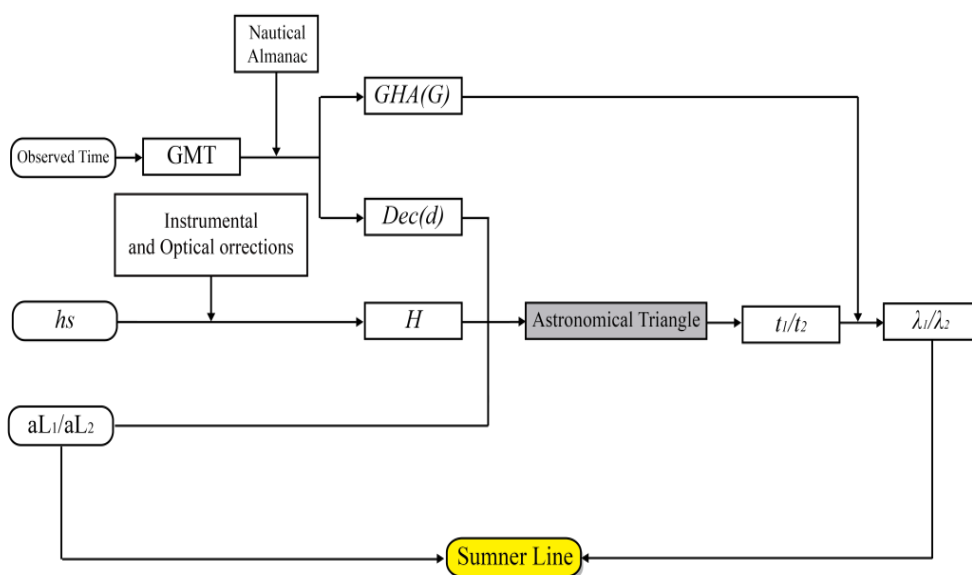 Nautical
Almanac
GHA(G)
Observed Time
GMT
Instrumental
and Optical orrections
Dec(d)
hs
H
Astronomical Triangle
t₁/t₂
λ₁/λ₂
aL₁/aL₂
Sumner Line